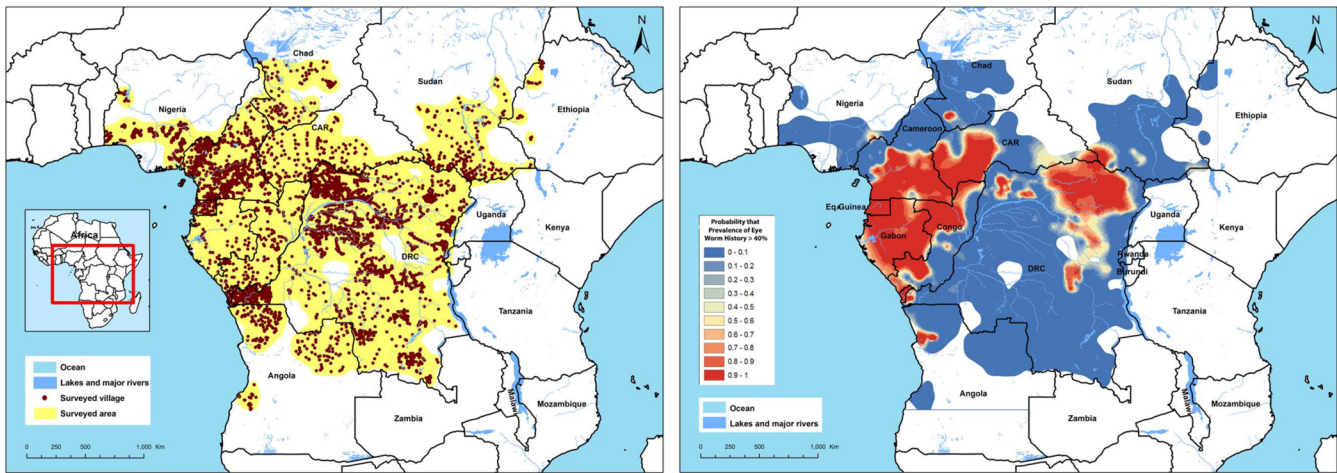 N
Chad
Sudan
Nigeria
Ethiopia
CAR
Uganda
Kenya
Africa
DRC
Tanzania
Ocean
Lakes and major rivers
Surveyed village
Surveyed area
Angola
Malawi
Mozambique
Zambia
0 250 500 1,000 Km
N
Chad
Sudan
Nigeria
Ethiopia
Cameroon
CAR
Eq.Guinea
Uganda
Kenya
Congo
Gabon
Probability that
Prevalence of Eye
Worm History > 40%
0 - 0.1
0.1 - 0.2
0.2 - 0.3
0.3 - 0.4
0.4 - 0.5
0.5 - 0.6
0.6 - 0.7
0.7 - 0.8
0.8 - 0.9
0.9 - 1
DRC
Rwanda
Burundi
Tanzania
Ocean
Lakes and major rivers
Angola
Malawi
Mozambique
Zambia
0 250 500 1,000 Km